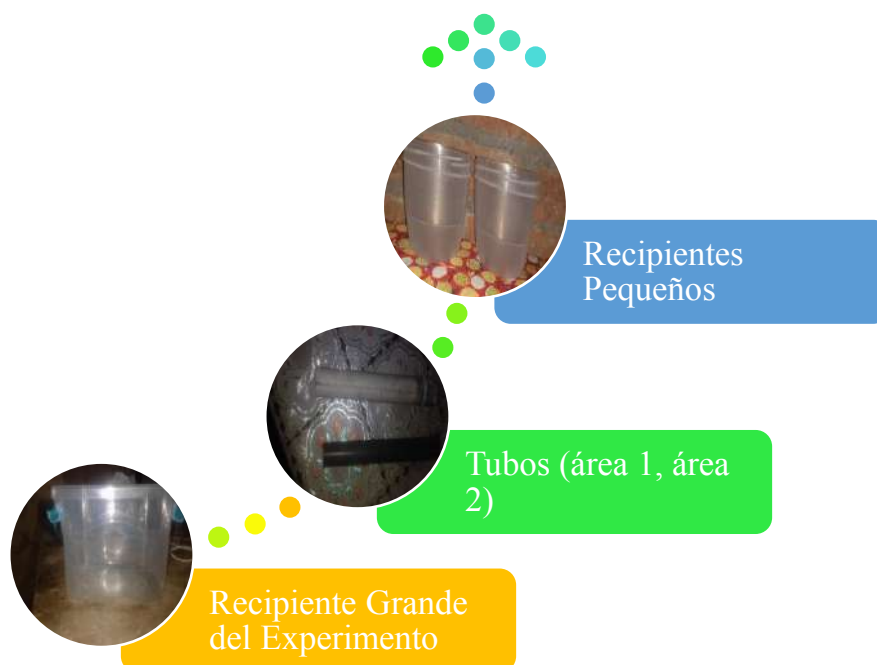 Recipientes
Pequeños
Tubos (área 1, área
2)
Recipiente Grande
del Experimento